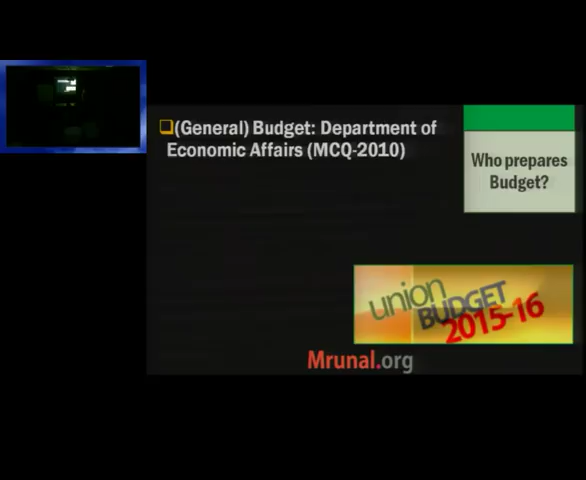 (General) Budget: Department of
Economic Affairs (MCQ-2010)
Who prepares
Budget?
union
BUDGET
2015-16
Mrunal.org